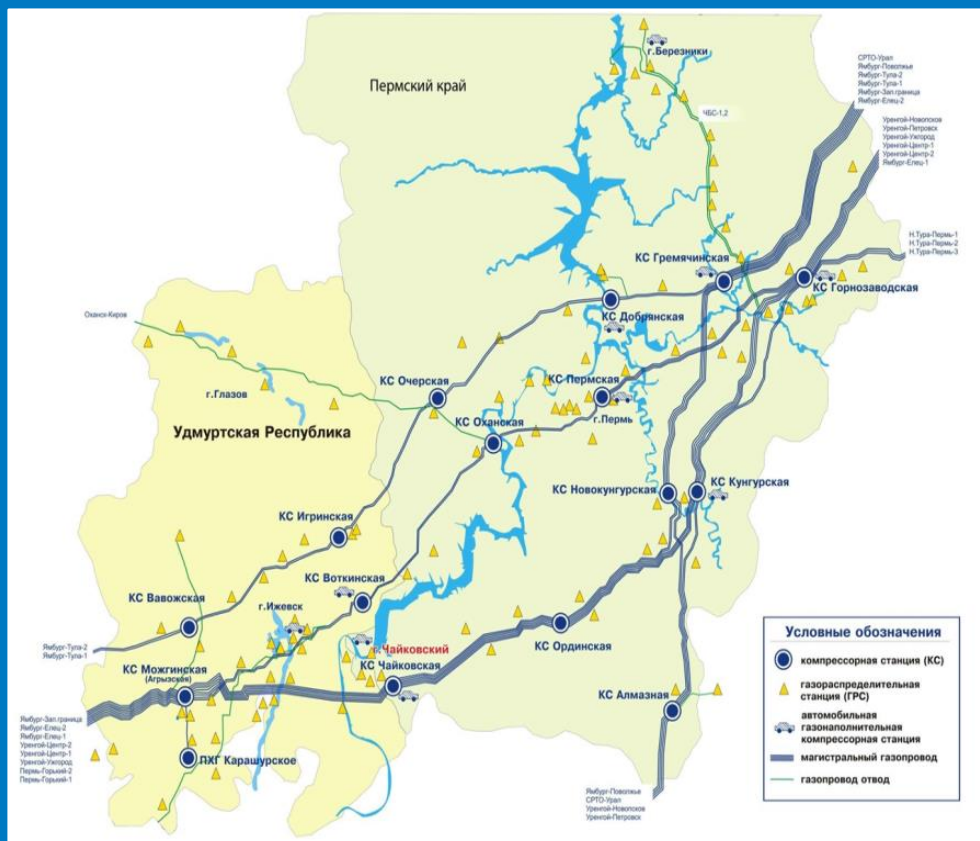 г.Березники
Пермский край
ЧБС-1,2
СРТО-Урал
Ямбург-Поволжье
Ямбург-Тула-2
Ямбург-Тула-1
Ямбург-Зап.граница
Ямбург-Елец-2
Уренгой-Новопсков
Уренгой-Петровск
Уренгой-Ужгород
Уренгой-Центр-1
Уренгой-Центр-2
Ямбург-Елец-1
Н.Тура-Пермь-1
Н.Тура-Пермь-2
Н.Тура-Пермь-3
КС Гремячинская
КС Горнозаводская
КС Добрянская
Оханск-Киров
КС Очерская
КС Пермская
г.Пермь
г.Глазов
КС Оханская
Удмуртская Республика
КС Новокунгурская
КС Кунгурская
КС Игринская
КС Воткинская
КС Вавожская
г.Ижевск
Ямбург-Тула-2
Ямбург-Тула-1
г.Чайковский
КС Чайковская
КС Ординская
КС Можгинская
(Агрызская)
КС Алмазная
Ямбург-Зап.граница
Ямбург-Елец-2
Ямбург-Елец-1
Уренгой-Центр-2
Уренгой-Центр-1
Уренгой-Ужгород
Пермь-Горький-2
Пермь-Горький-1
ПХГ Карашурское
Ямбург-Поволжье
СРТО-Урал
Уренгой-Новопсков
Уренгой-Петровск
Условные обозначения
компрессорная станция (КС)
газораспределительная
станция (ГРС)
автомобильная
газонаполнительная
компрессорная станция
магистральный газопровод
газопровод отвод